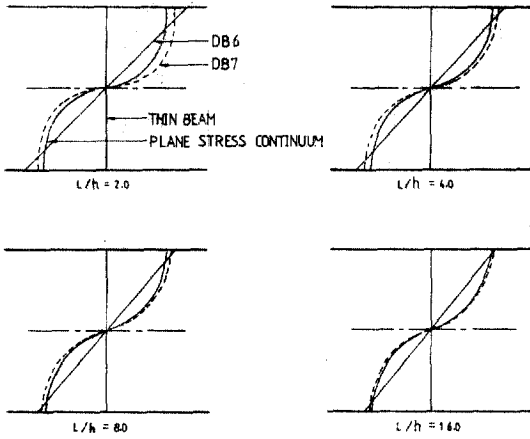 DB6
DB7
THIN BEAM
PLANE STRESS CONTINUUM
L/h = 2.0
L/h = 4.0
L/h = 8.0
L/h = 16.0